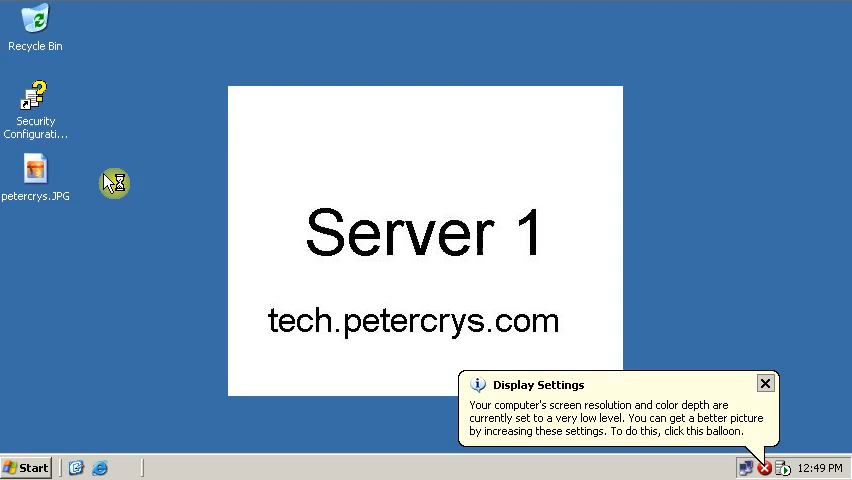 Recycle Bin
Security
Configurati...
petercrys.JPG
Server 1
tech.petercrys.com
Display Settings
Your computer's screen resolution and color depth are
currently set to a very low level. You can get a better picture
by increasing these settings. To do this, click this balloon.
Start
12:49 PM